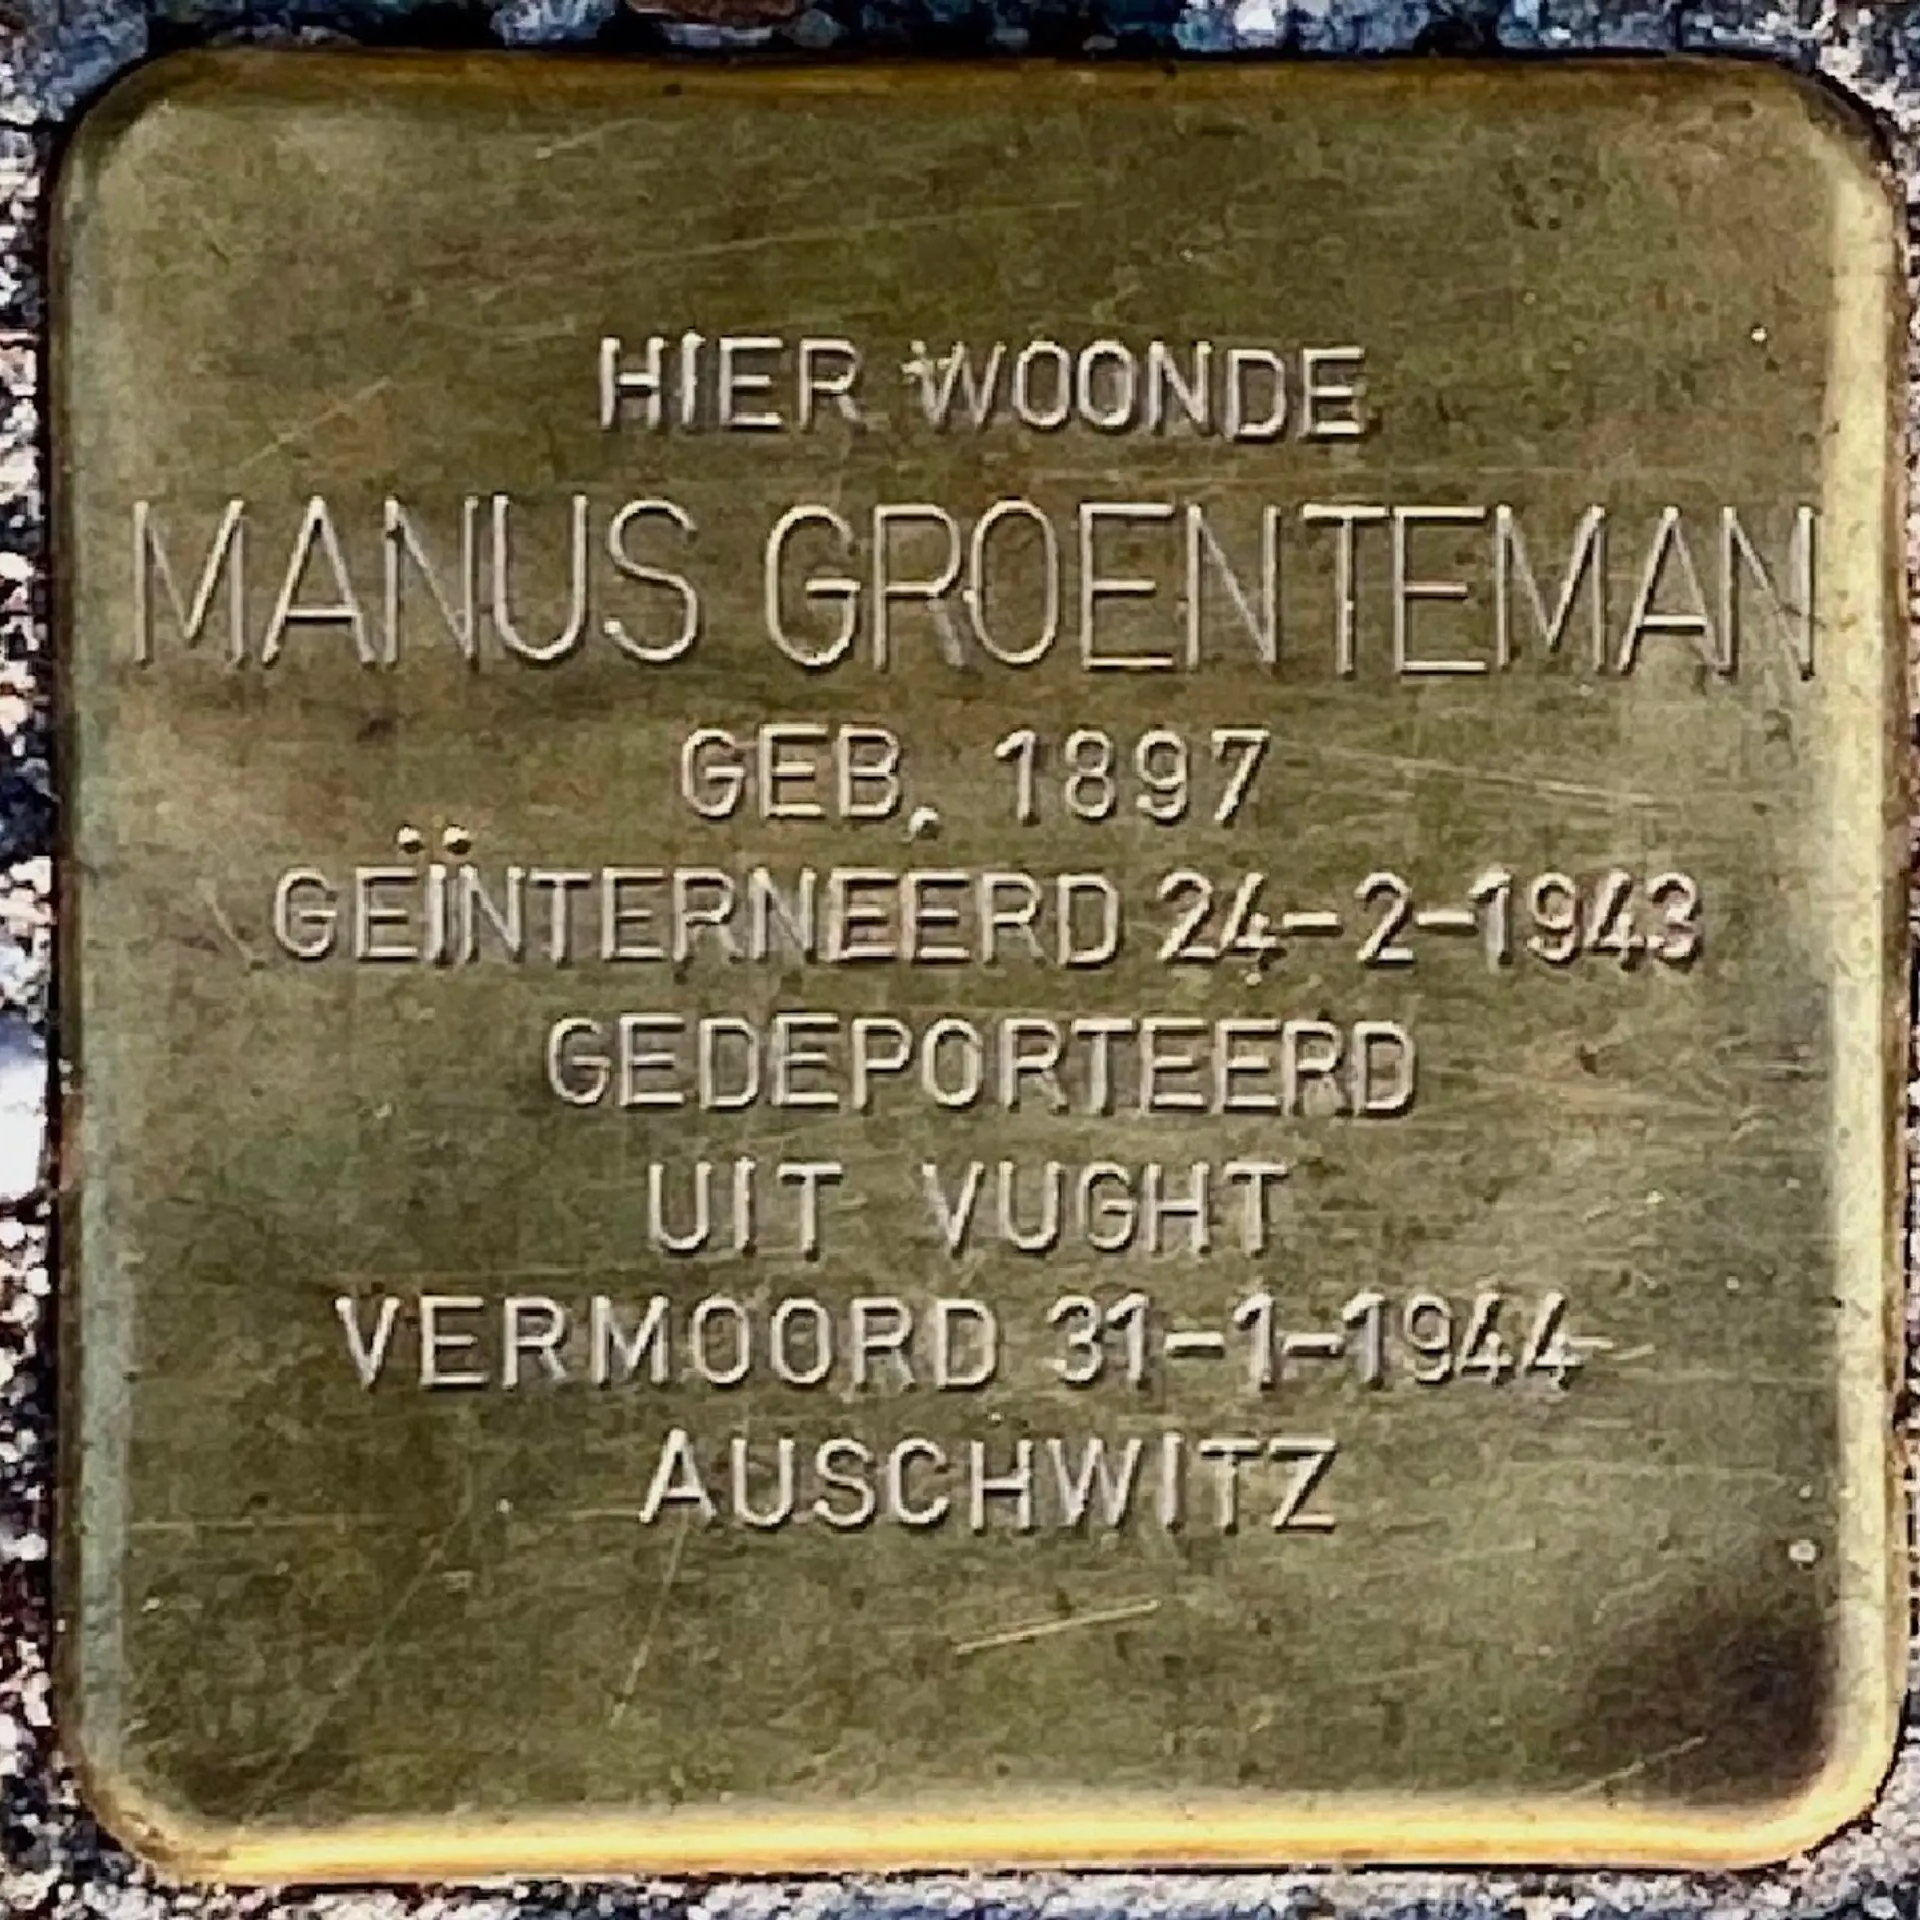 HIER WOONDE
MANUS GROENTEMAN
GEB. 1897
GEÏNTERNEERD 24-2-1943
GEDEPORTEERD
UIT VUGHT
VERMOORD 31-1-1944
AUSCHWITZ